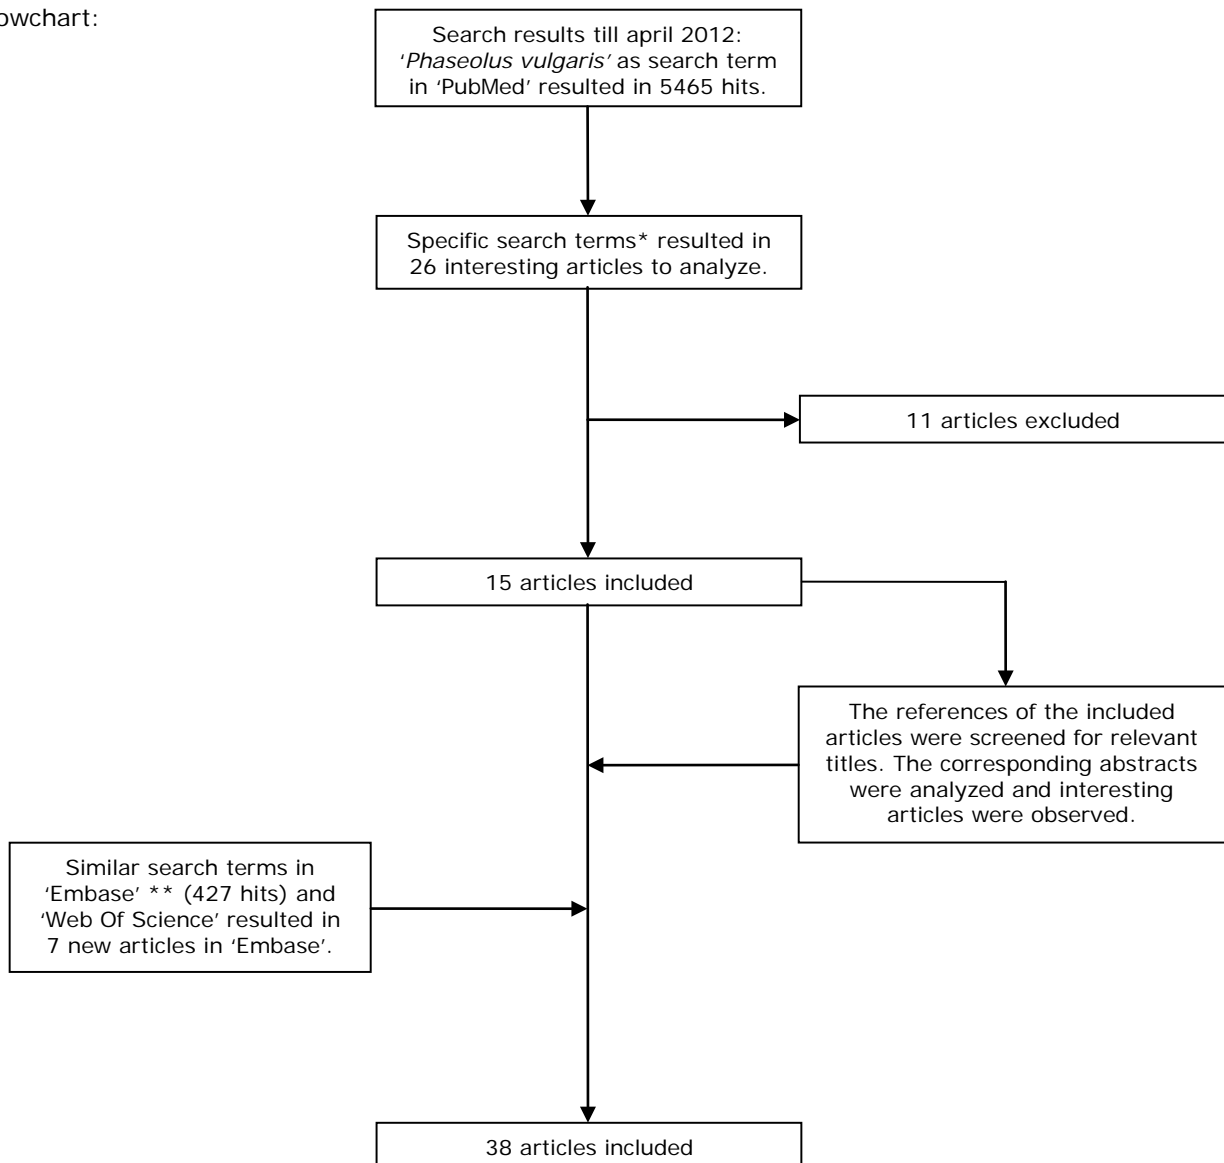 owchart:
Search results till april 2012:
‘Phaseolus vulgaris’ as search term
in ‘PubMed’ resulted in 5465 hits.
Specific search terms* resulted in
26 interesting articles to analyze.
11 articles excluded
15 articles included
The references of the included
articles were screened for relevant
titles. The corresponding abstracts
were analyzed and interesting
articles were observed.
Similar search terms in
‘Embase’ ** (427 hits) and
‘Web Of Science’ resulted in
7 new articles in ‘Embase’.
38 articles included